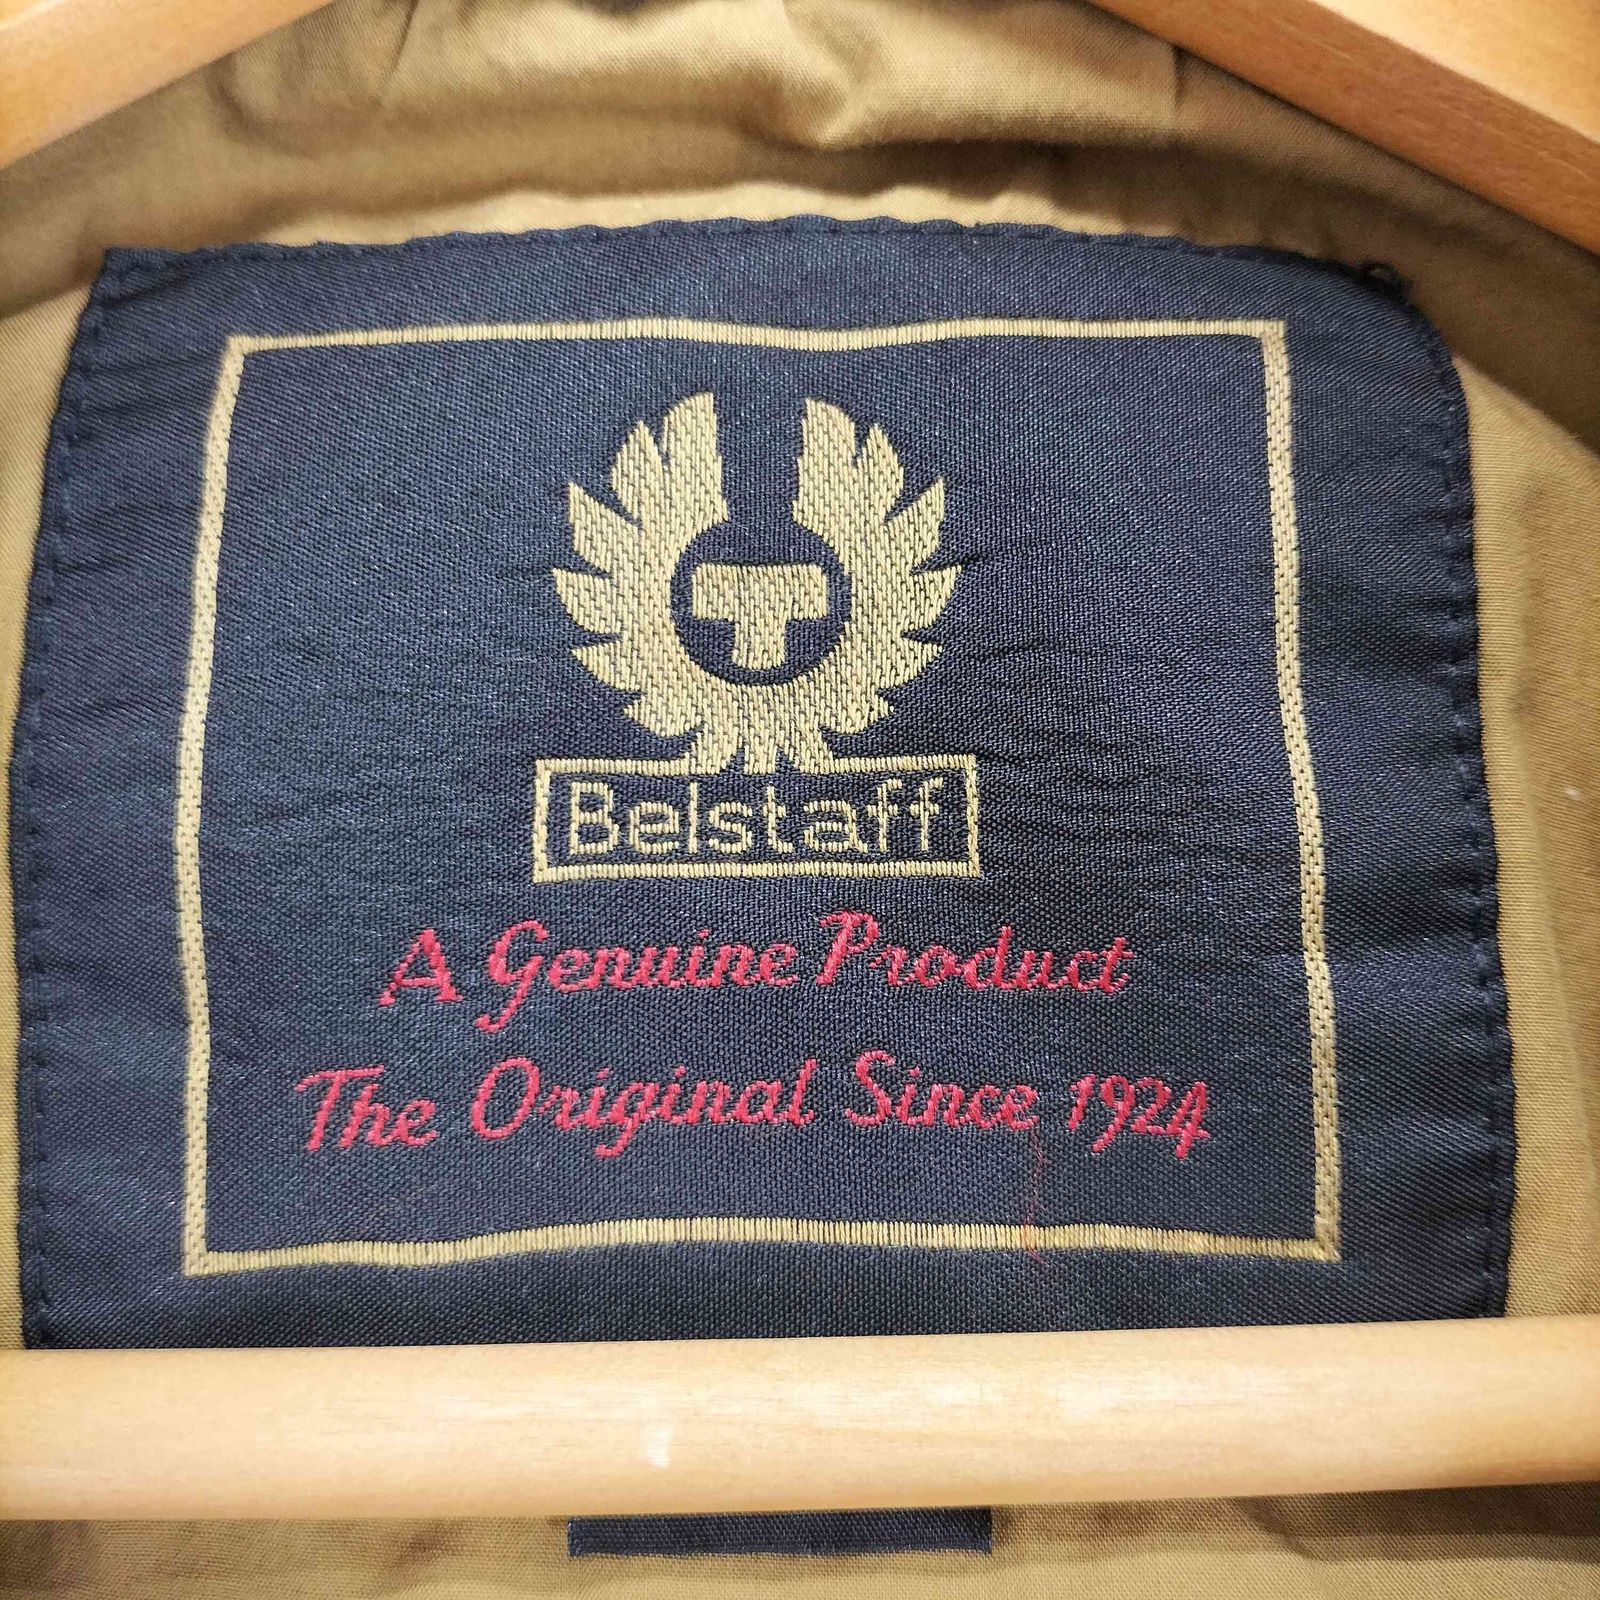 T
Belstaff
A Genuine Product
The Original Since 1924